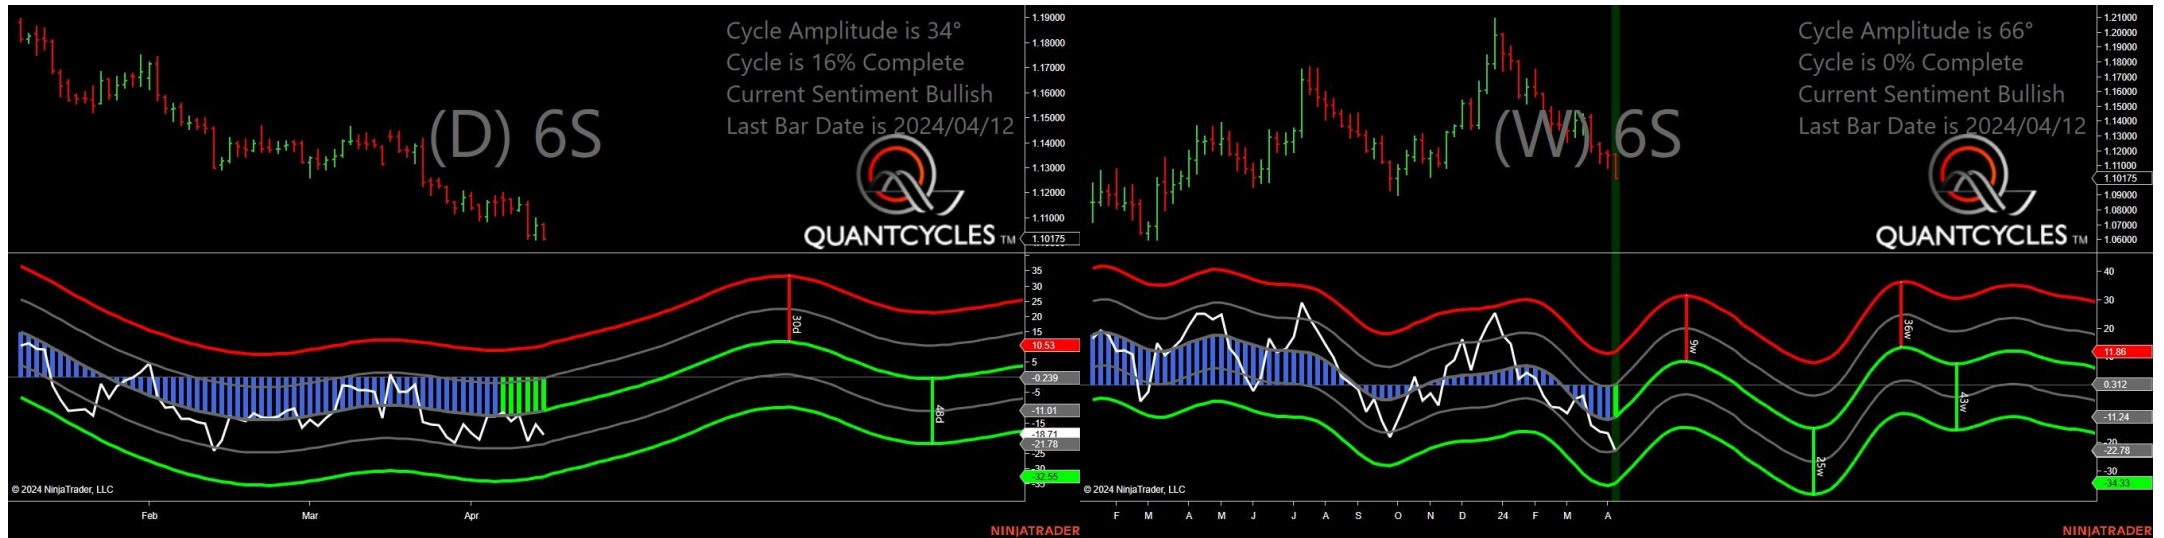 Cycle Amplitude is 34°
Cycle is 16% Complete
Current Sentiment Bullish
Last Bar Date is 2024/04/12
(D) 6S
QUANTCYCLES TM
1.19000
1.18000
1.17000
1.16000
1.15000
1.14000
1.13000
1.12000
1.11000
1.10175
35
30
25
20
15
10.53
5
-0.239
-5
-11.01
-15
-18.71
-21.78
-25
-30
-32.55
-35
30d
48d
© 2024 NinjaTrader, LLC
Feb Mar Apr
NINJATRADER
Cycle Amplitude is 66°
Cycle is 0% Complete
Current Sentiment Bullish
Last Bar Date is 2024/04/12
(W) 6S
QUANTCYCLES TM
1.21000
1.20000
1.19000
1.18000
1.17000
1.16000
1.15000
1.14000
1.13000
1.12000
1.11000
1.10175
1.09000
1.08000
1.07000
1.06000
40
30
20
11.86
0.312
-11.24
-20
-22.78
-30
-34.33
9w
25w
36w
43w
© 2024 NinjaTrader, LLC
F M A M J J A S O N D 24 F M A
NINJATRADER